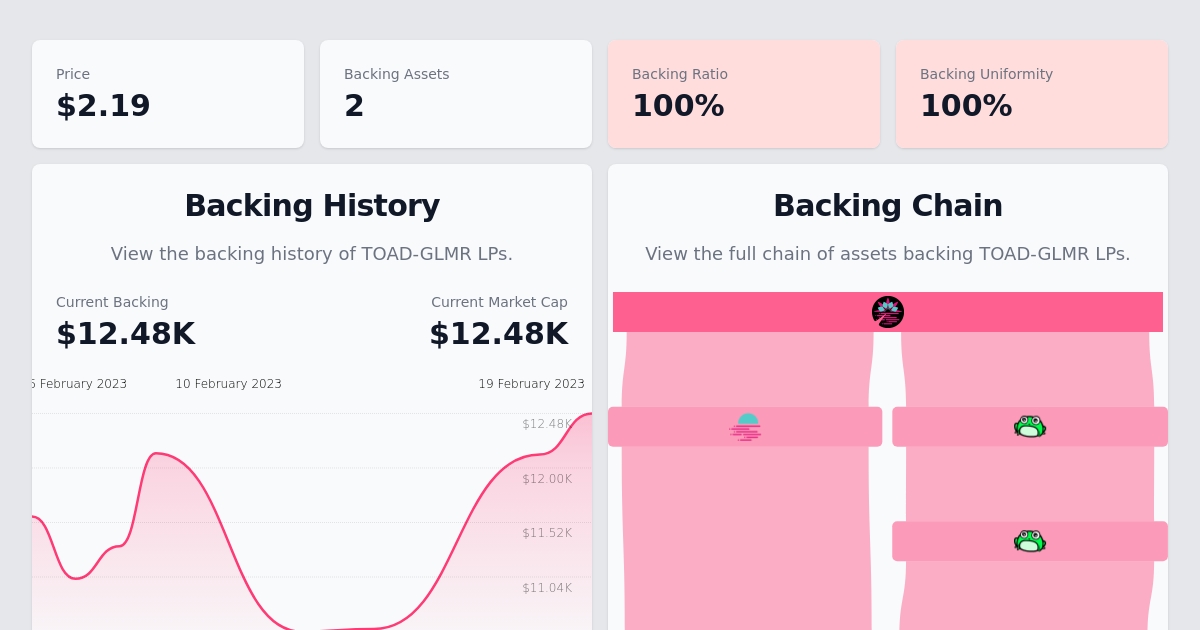 Price
$2.19
Backing Assets
2
Backing Ratio
100%
Backing Uniformity
100%
Backing History
View the backing history of TOAD-GLMR LPs.
Current Backing
$12.48K
Current Market Cap
$12.48K
February 2023
10 February 2023
19 February 2023
$12.48K
$12.00K
$11.52K
$11.04K
Backing Chain
View the full chain of assets backing TOAD-GLMR LPs.